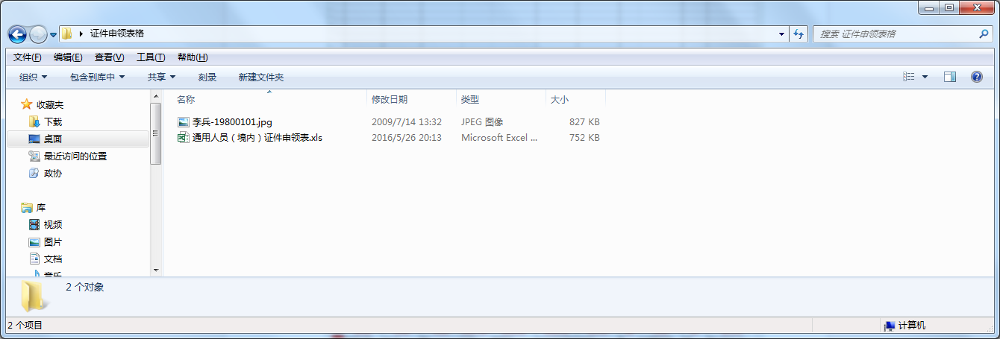 证件申领表格
搜索 证件申领表格
文件(F) 编辑(E) 查看(V) 工具(T) 帮助(H)
组织 包含到库中 共享 刻录 新建文件夹
收藏夹
下载
桌面
最近访问的位置
政协
库
视频
图片
文档
音乐
名称 修改日期 类型 大小
李兵-19800101.jpg 2009/7/14 13:32 JPEG 图像 827 KB
通用人员（境内）证件申领表.xls 2016/5/26 20:13 Microsoft Excel ... 752 KB
2 个对象
2 个项目 计算机